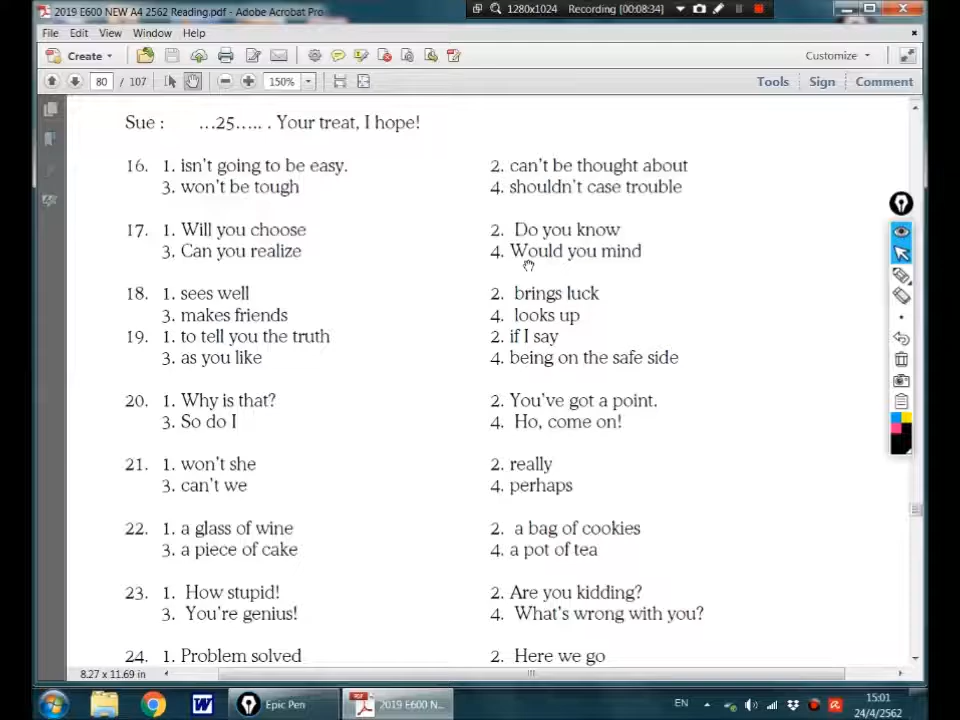 2019 E600 NEW A4 2562 Reading.pdf - Adobe Acrobat Pro
1280x1024 Recording [00:08:34]
File Edit View Window Help
Create Customize
80 / 107 150% Tools Sign Comment
Sue : ...25..... . Your treat, I hope!
16. 1. isn't going to be easy. 2. can't be thought about
3. won't be tough 4. shouldn't case trouble
17. 1. Will you choose 2. Do you know
3. Can you realize 4. Would you mind
18. 1. sees well 2. brings luck
3. makes friends 4. looks up
19. 1. to tell you the truth 2. if I say
3. as you like 4. being on the safe side
20. 1. Why is that? 2. You've got a point.
3. So do I 4. Ho, come on!
21. 1. won't she 2. really
3. can't we 4. perhaps
22. 1. a glass of wine 2. a bag of cookies
3. a piece of cake 4. a pot of tea
23. 1. How stupid! 2. Are you kidding?
3. You're genius! 4. What's wrong with you?
24. 1. Problem solved 2. Here we go
8.27 x 11.69 in
Epic Pen 2019 E600 N... EN 15:01
24/4/2562